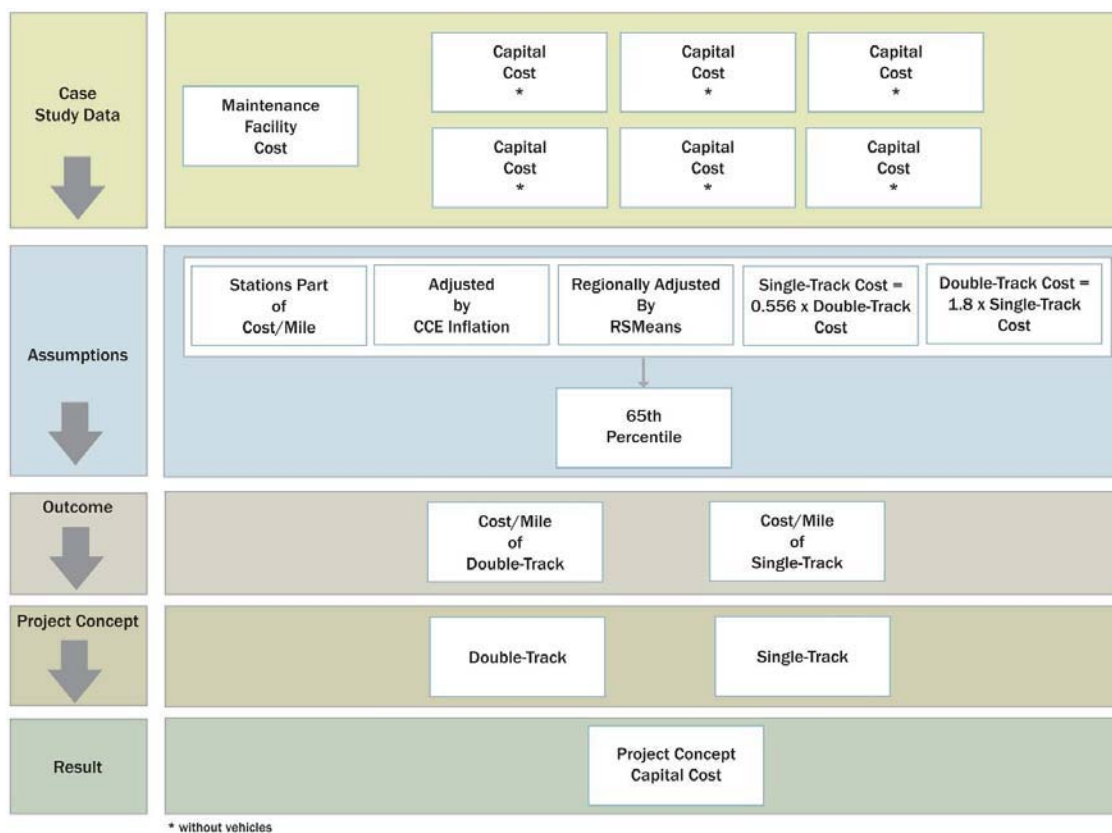 Case
Study Data
Maintenance
Facility
Cost
Capital
Cost
*
Capital
Cost
*
Capital
Cost
*
Capital
Cost
*
Capital
Cost
*
Capital
Cost
*
Assumptions
Stations Part
of
Cost/Mile
Adjusted
by
CCE Inflation
Regionally Adjusted
By
RSMeans
Single-Track Cost =
0.556 x Double-Track
Cost
Double-Track Cost =
1.8 x Single-Track
Cost
65th
Percentile
Outcome
Cost/Mile
of
Double-Track
Cost/Mile
of
Single-Track
Project Concept
Double-Track
Single-Track
Result
Project Concept
Capital Cost
* without vehicles